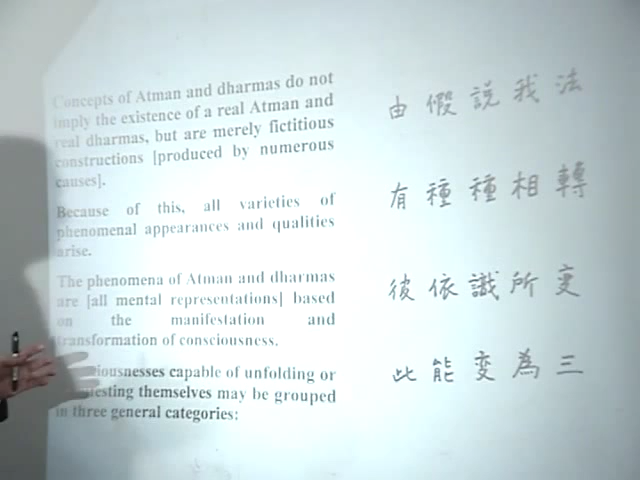 Concepts of Atman and dharmas do not
imply the existence of a real Atman and
real dharmas, but are merely fictitious
constructions [produced by numerous
causes].
Because of this, all varieties of
phenomenal appearances and qualities
arise.
The phenomena of Atman and dharmas
are [all mental representations] based
on the manifestation and
transformation of consciousness.
capable of unfolding or
themselves may be grouped
in three general categories:
由假說我法
有種種相轉
彼依識所变
此能变為三